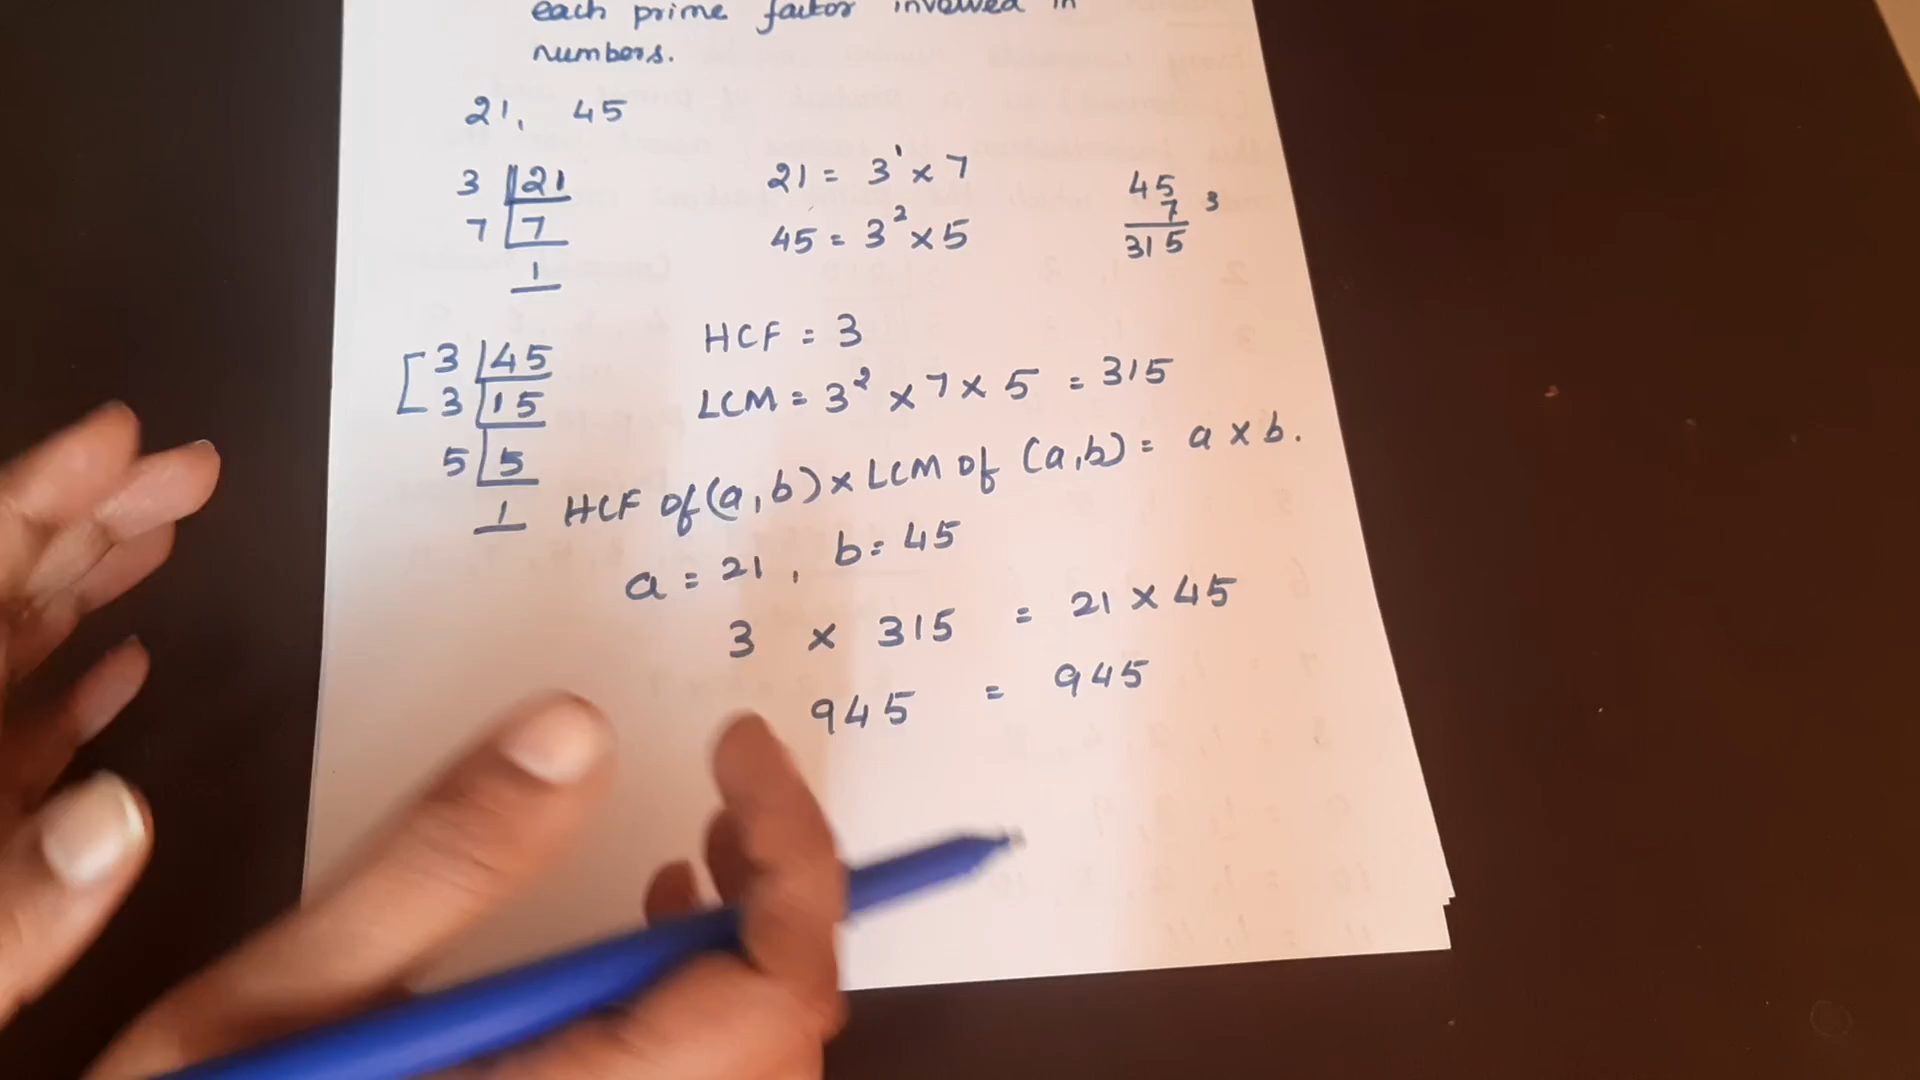 each prime factor involved in
numbers.
21, 45
3 | 21
7 | 7
1
21 = 3¹ × 7
45 = 3² × 5
45
7 3
315
3 | 45
3 | 15
5 | 5
1
HCF = 3
LCM = 3² × 7 × 5 = 315
HCF of (a, b) × LCM of (a, b) = a × b.
a = 21, b = 45
3 × 315 = 21 × 45
945 = 945